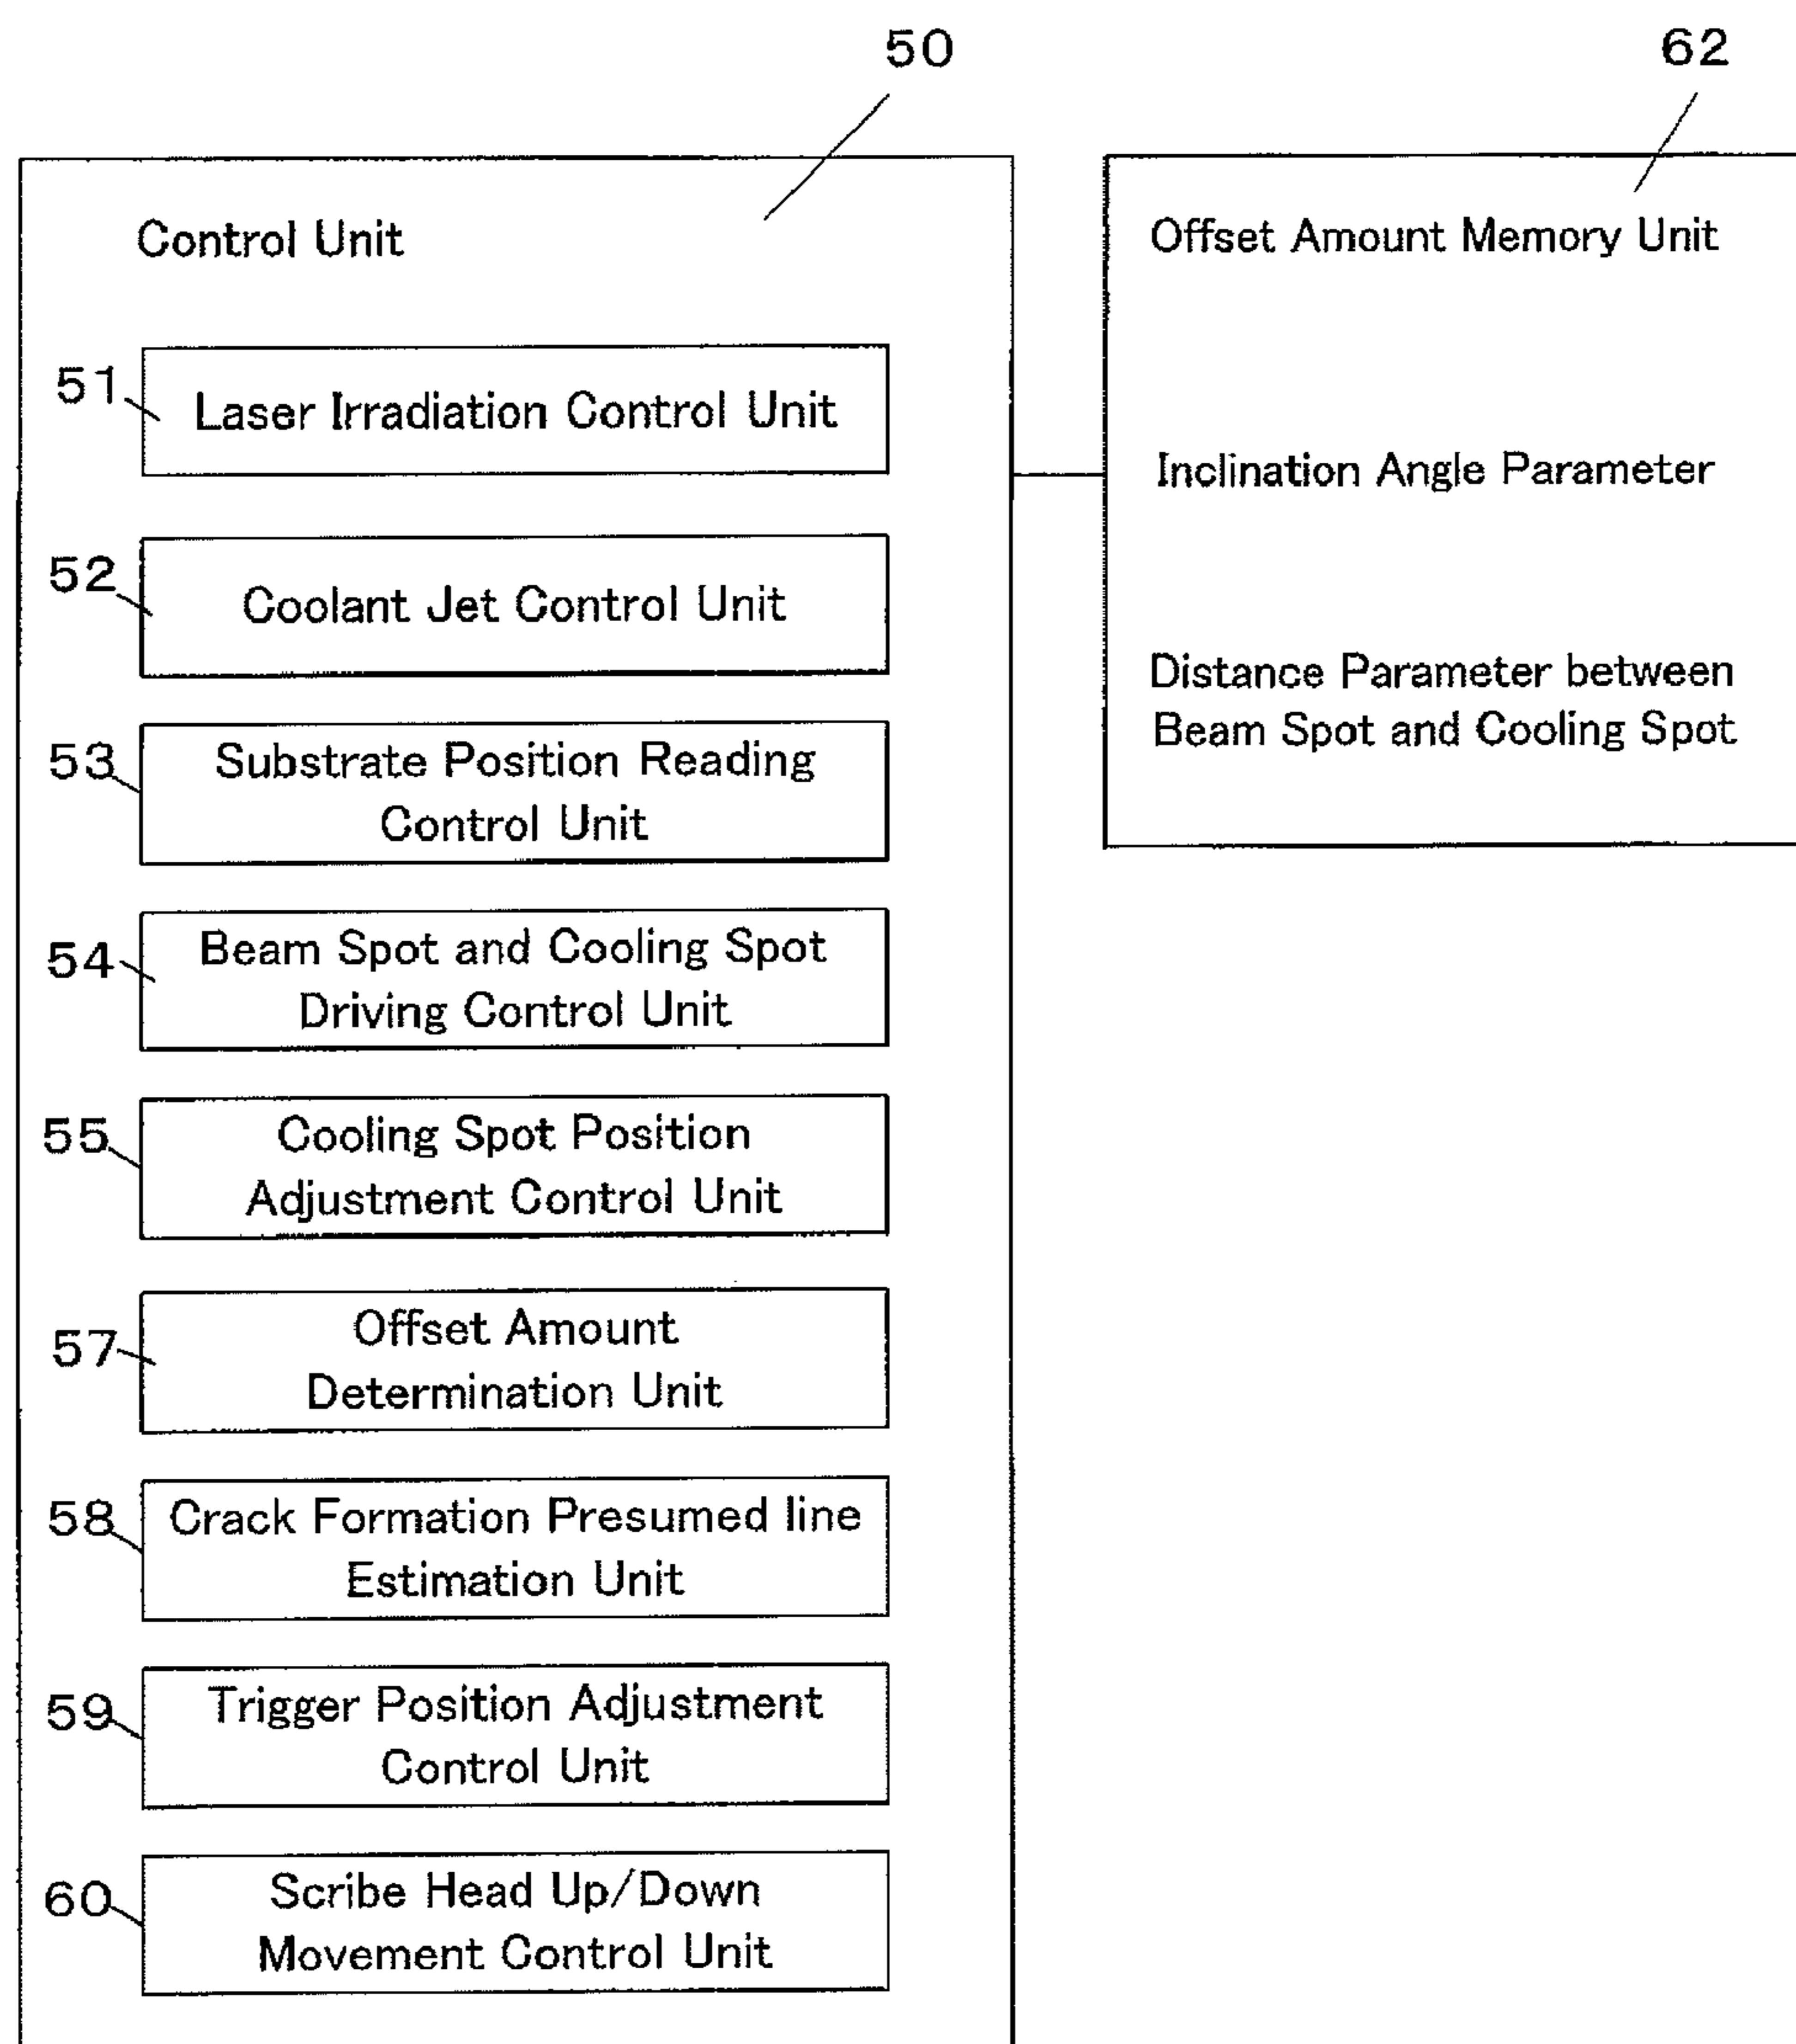 50
62
Control Unit
Offset Amount Memory Unit
Inclination Angle Parameter
Distance Parameter between
Beam Spot and Cooling Spot
51
Laser Irradiation Control Unit
52
Coolant Jet Control Unit
53
Substrate Position Reading
Control Unit
54
Beam Spot and Cooling Spot
Driving Control Unit
55
Cooling Spot Position
Adjustment Control Unit
57
Offset Amount
Determination Unit
58
Crack Formation Presumed line
Estimation Unit
59
Trigger Position Adjustment
Control Unit
60
Scribe Head Up/Down
Movement Control Unit